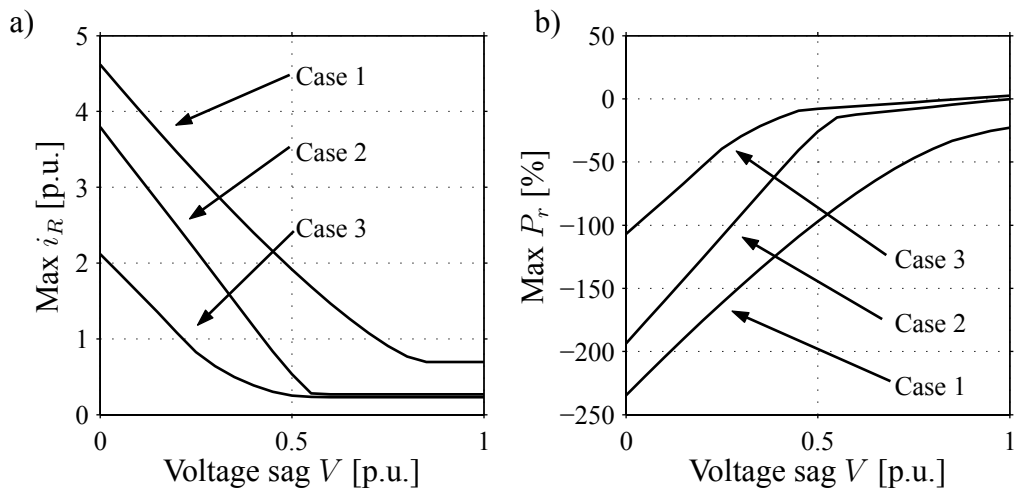 a)
Max i_R [p.u.]
5
4
3
2
1
0
0
0.5
1
Voltage sag V [p.u.]
Case 1
Case 2
Case 3
b)
Max P_r [%]
50
0
−50
−100
−150
−200
−250
0
0.5
1
Voltage sag V [p.u.]
Case 3
Case 2
Case 1